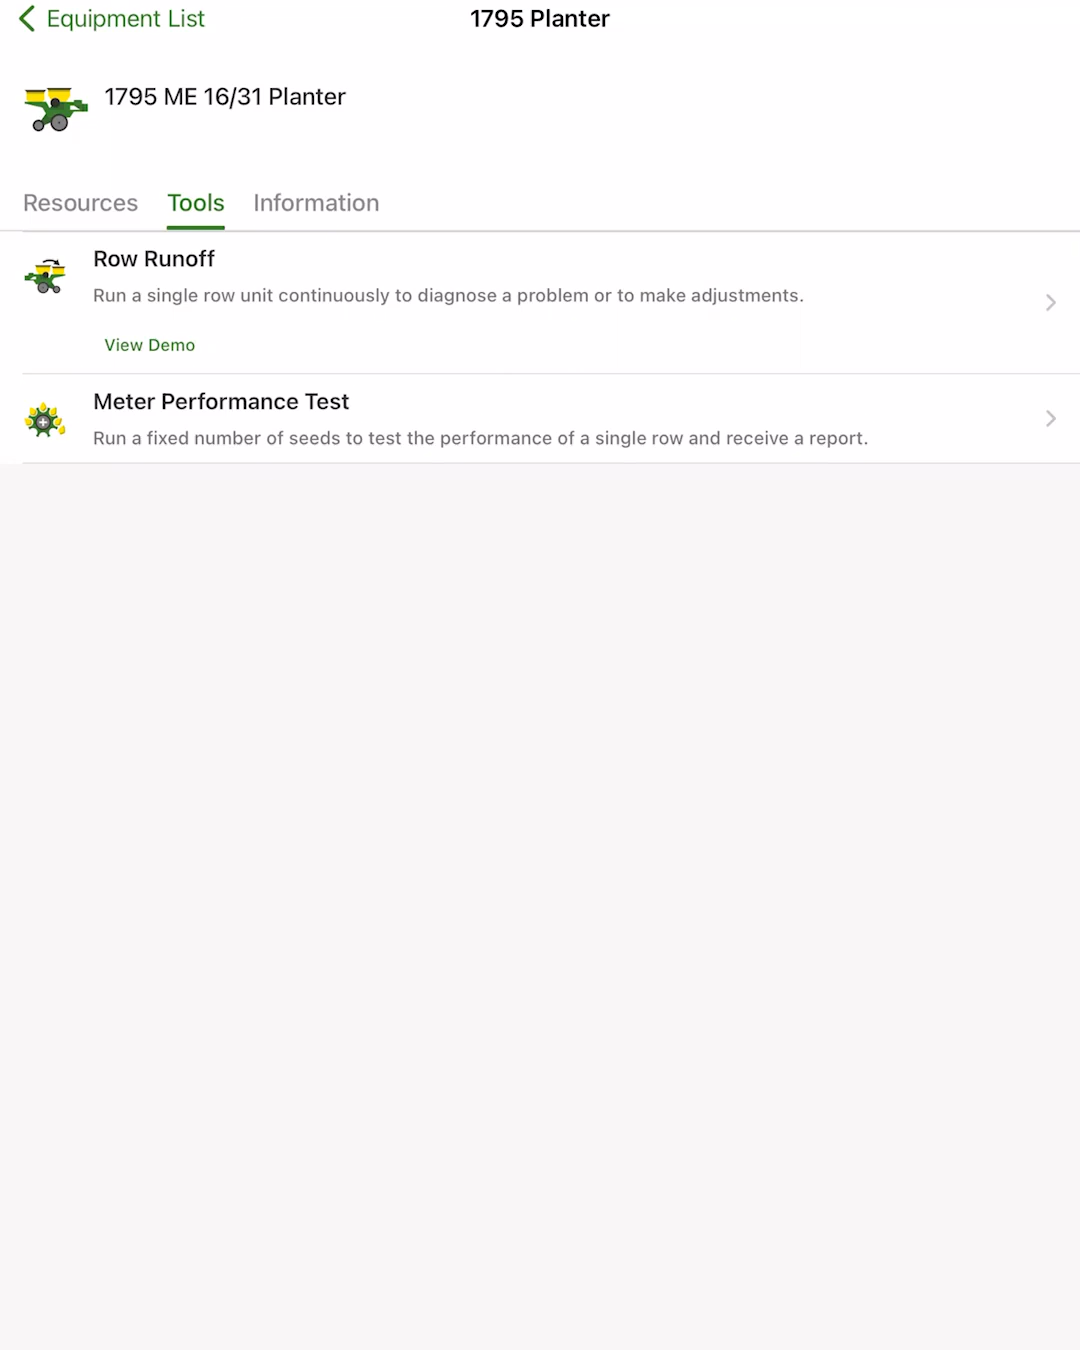 Equipment List
1795 Planter
1795 ME 16/31 Planter
Resources Tools Information
Row Runoff
Run a single row unit continuously to diagnose a problem or to make adjustments.
View Demo
Meter Performance Test
Run a fixed number of seeds to test the performance of a single row and receive a report.